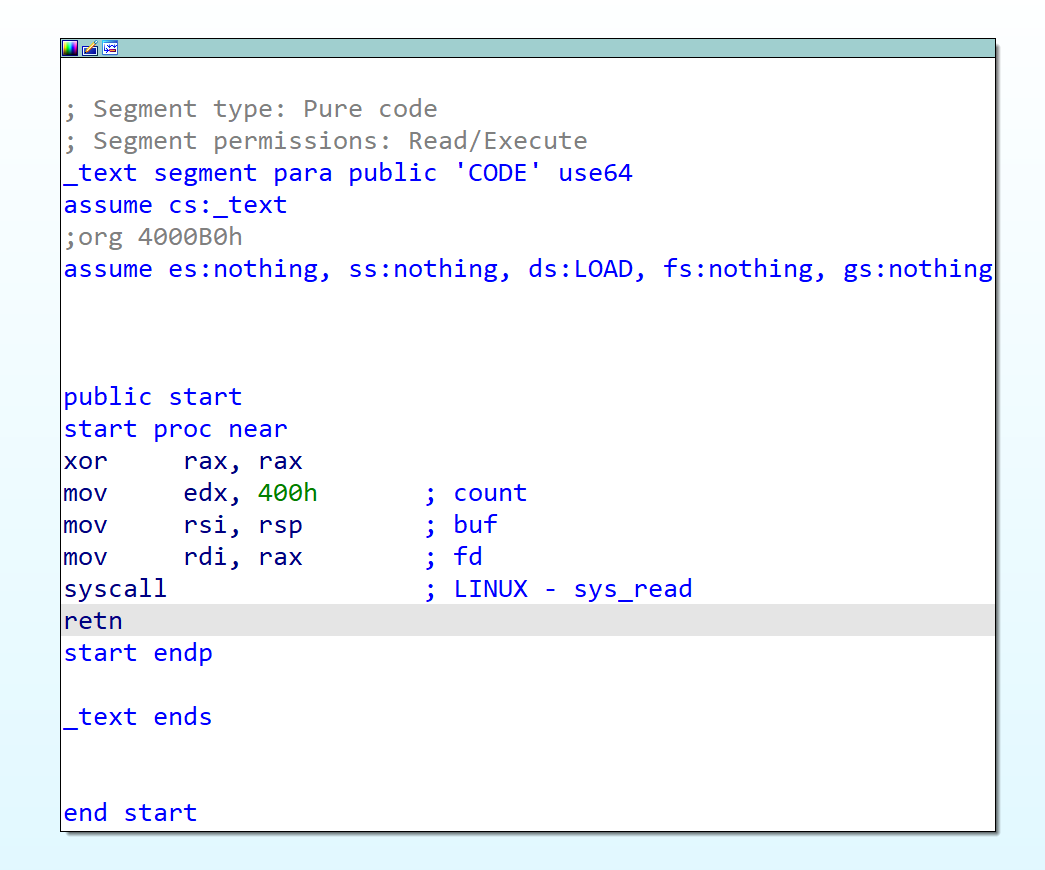 ; Segment type: Pure code
; Segment permissions: Read/Execute
_text segment para public 'CODE' use64
assume cs:_text
;org 4000B0h
assume es:nothing, ss:nothing, ds:LOAD, fs:nothing, gs:nothing
public start
start proc near
xor     rax, rax
mov     edx, 400h       ; count
mov     rsi, rsp        ; buf
mov     rdi, rax        ; fd
syscall                 ; LINUX - sys_read
retn
start endp
_text ends
end start